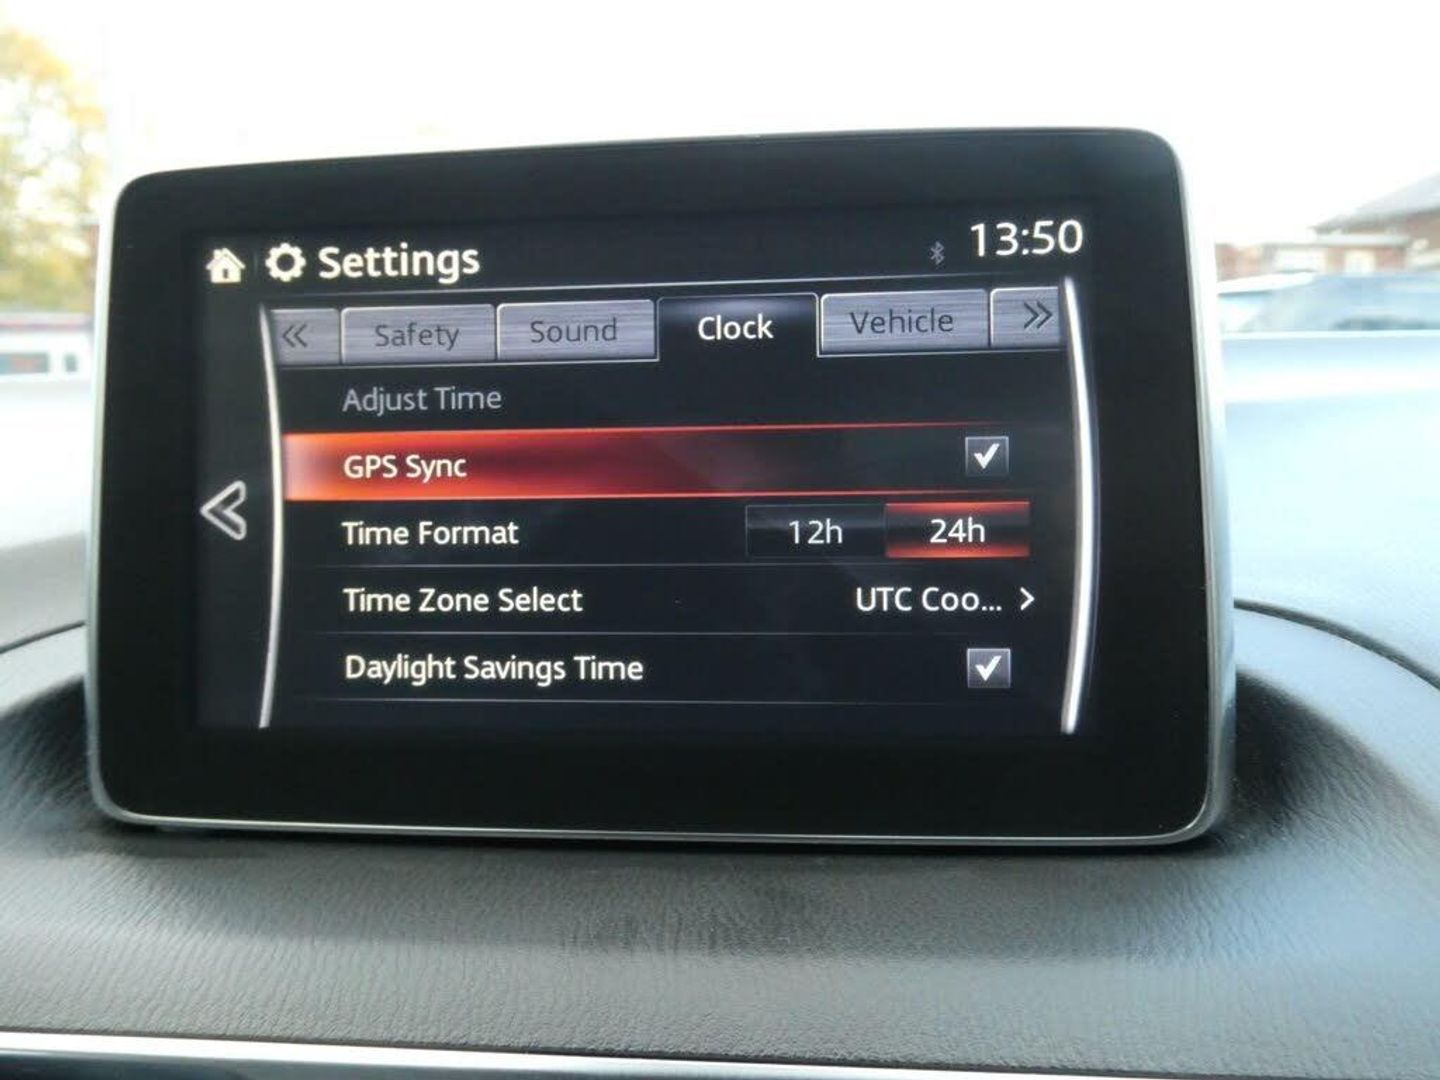 Settings
13:50
Safety
Sound
Clock
Vehicle
Adjust Time
GPS Sync
Time Format
12h
24h
Time Zone Select
UTC Coo...
Daylight Savings Time